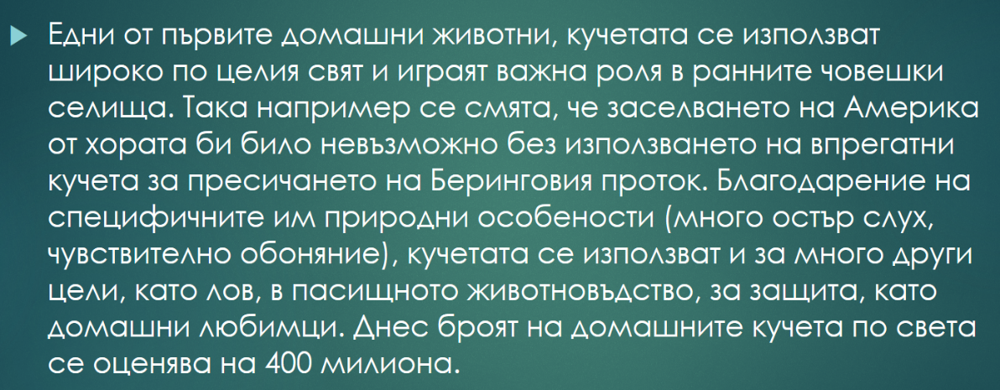 Едни от първите домашни животни, кучетата се използват
широко по целия свят и играят важна роля в ранните човешки
селища. Така например се смята, че заселването на Америка
от хората би било невъзможно без използването на впрегатни
кучета за пресичането на Беринговия проток. Благодарение на
специфичните им природни особености (много остър слух,
чувствително обоняние), кучетата се използват и за много други
цели, като лов, в пасищното животновъдство, за защита, като
домашни любимци. Днес броят на домашните кучета по света
се оценява на 400 милиона.